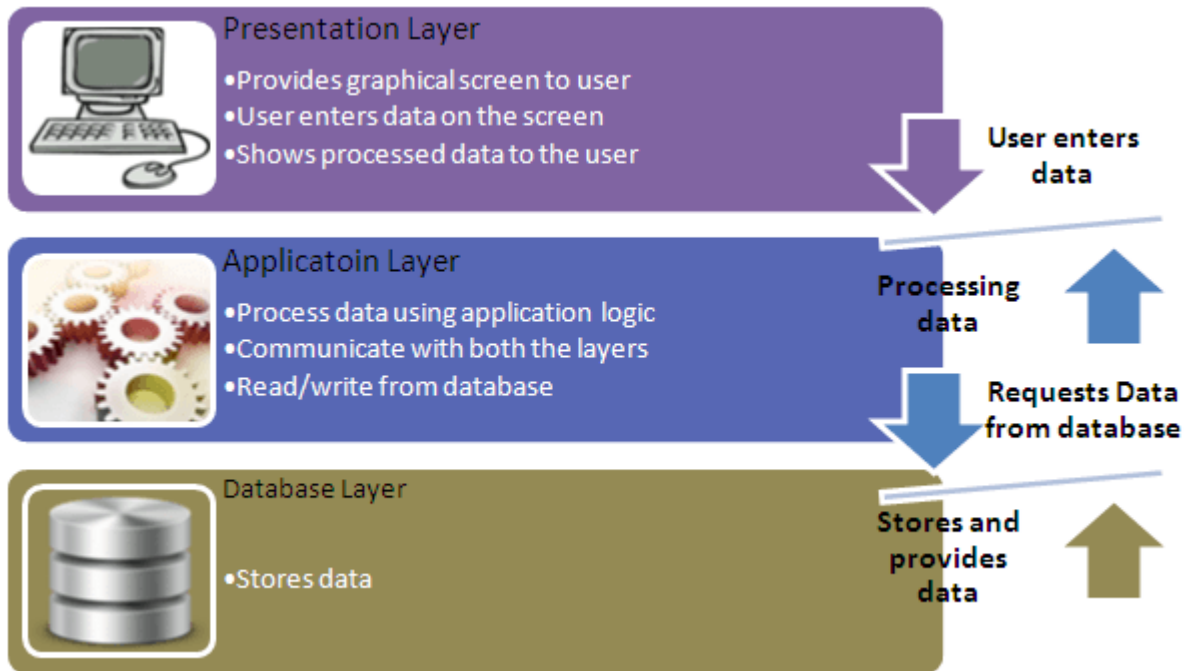 Presentation Layer
•Provides graphical screen to user
•User enters data on the screen
•Shows processed data to the user
User enters
data
Applicatoin Layer
•Process data using application logic
•Communicate with both the layers
•Read/write from database
Processing
data
Requests Data
from database
Database Layer
•Stores data
Stores and
provides
data